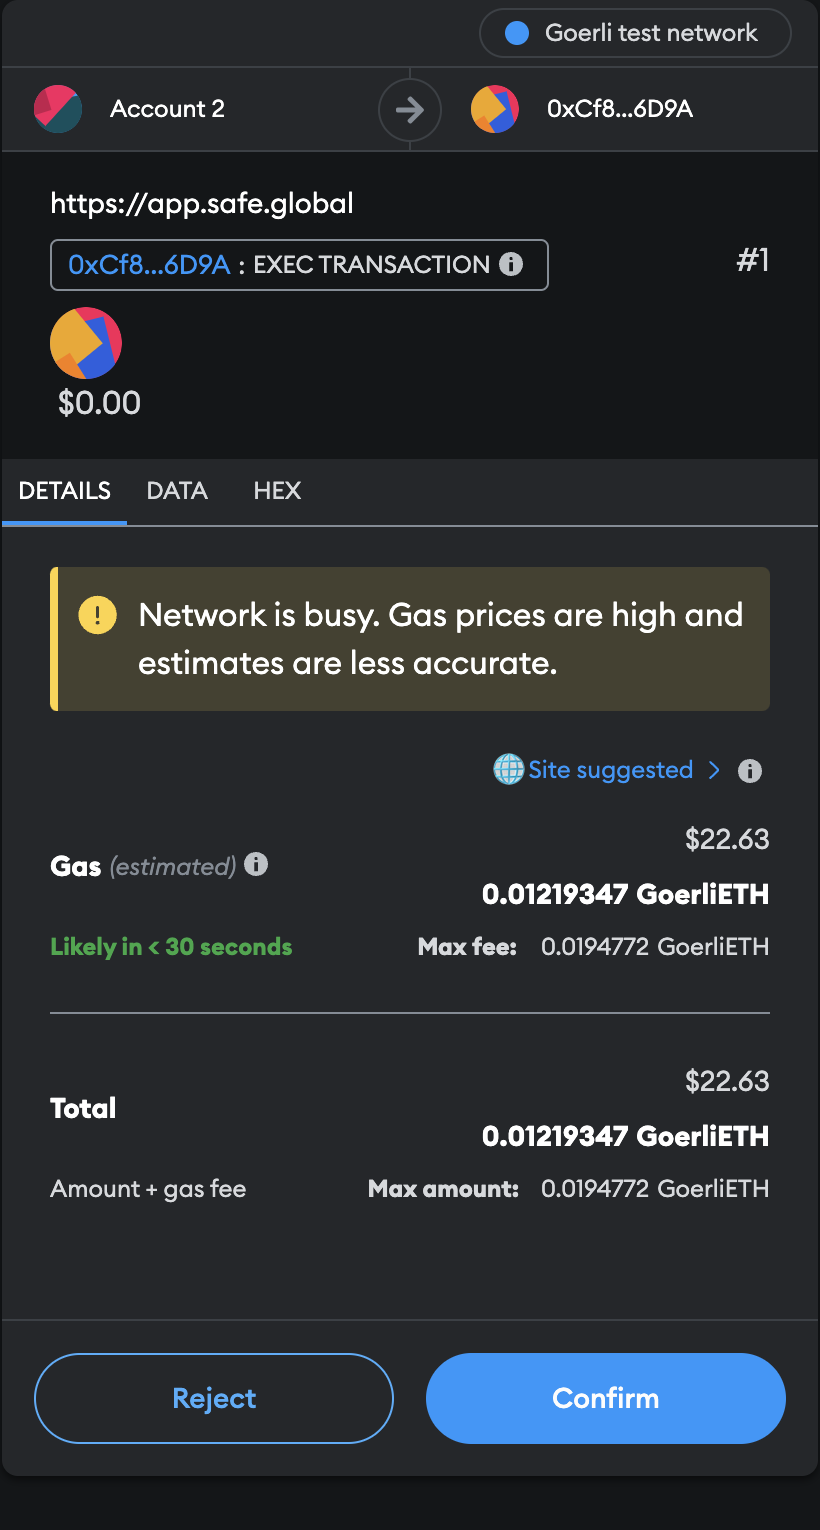 Goerli test network
Account 2
0xCf8...6D9A
https://app.safe.global
0xCf8...6D9A : EXEC TRANSACTION
#1
$0.00
DETAILS DATA HEX
Network is busy. Gas prices are high and
estimates are less accurate.
Site suggested >
$22.63
Gas (estimated)
0.01219347 GoerliETH
Likely in < 30 seconds
Max fee: 0.0194772 GoerliETH
$22.63
Total
0.01219347 GoerliETH
Amount + gas fee
Max amount: 0.0194772 GoerliETH
Reject
Confirm